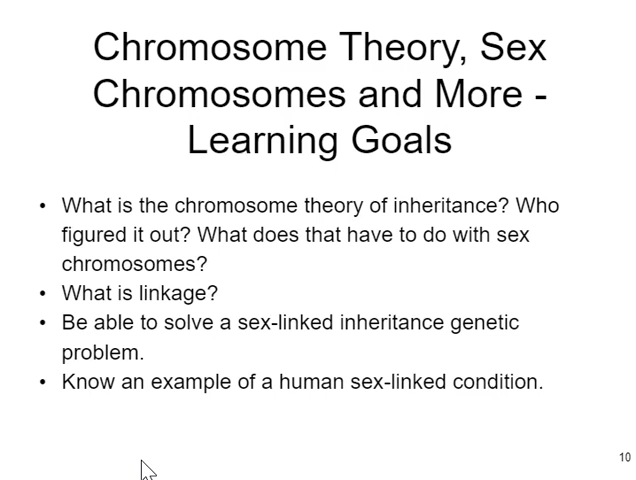 Chromosome Theory, Sex
Chromosomes and More -
Learning Goals
• What is the chromosome theory of inheritance? Who
figured it out? What does that have to do with sex
chromosomes?
• What is linkage?
• Be able to solve a sex-linked inheritance genetic
problem.
• Know an example of a human sex-linked condition.
10